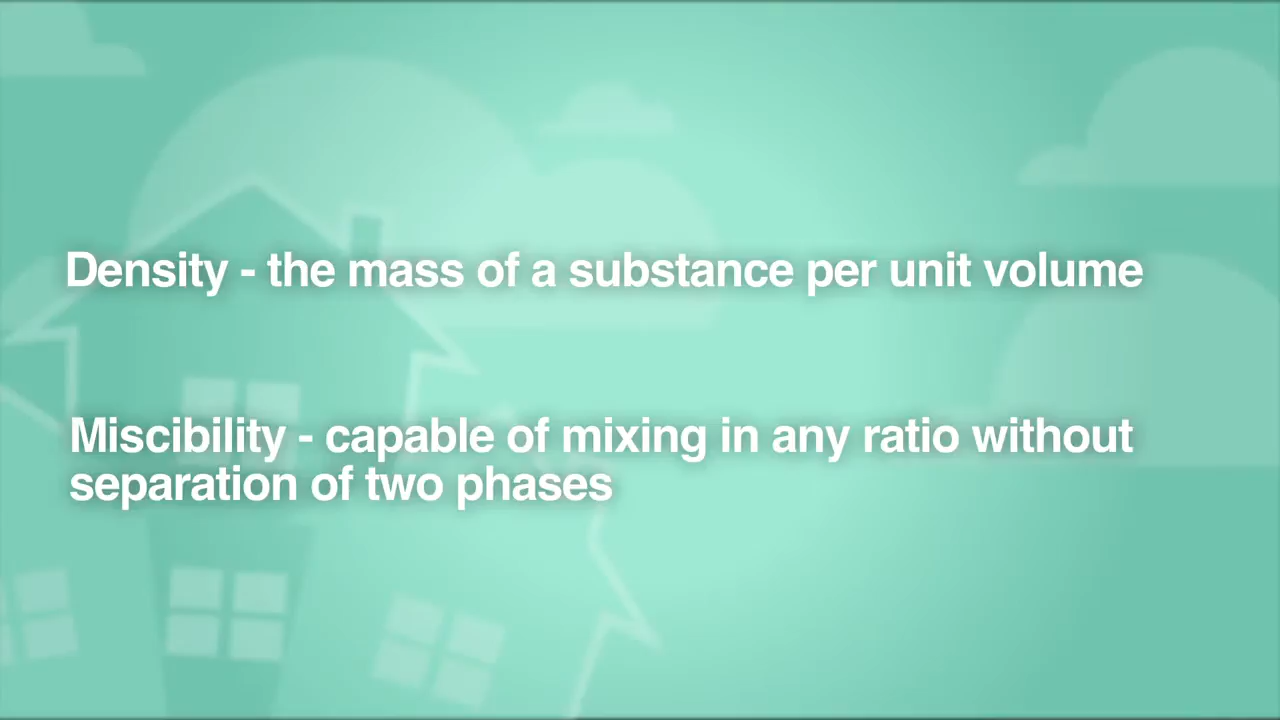 Density - the mass of a substance per unit volume
Miscibility - capable of mixing in any ratio without
separation of two phases